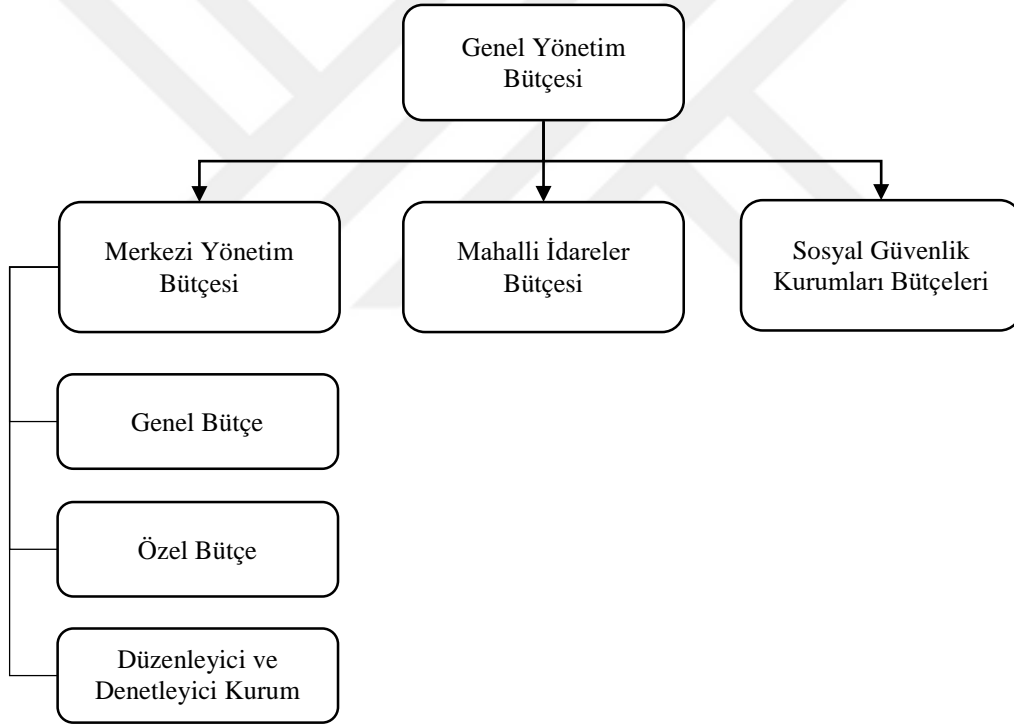 Genel Yönetim
Bütçesi
Merkezi Yönetim
Bütçesi
Mahalli İdareler
Bütçesi
Sosyal Güvenlik
Kurumları Bütçeleri
Genel Bütçe
Özel Bütçe
Düzenleyici ve
Denetleyici Kurum